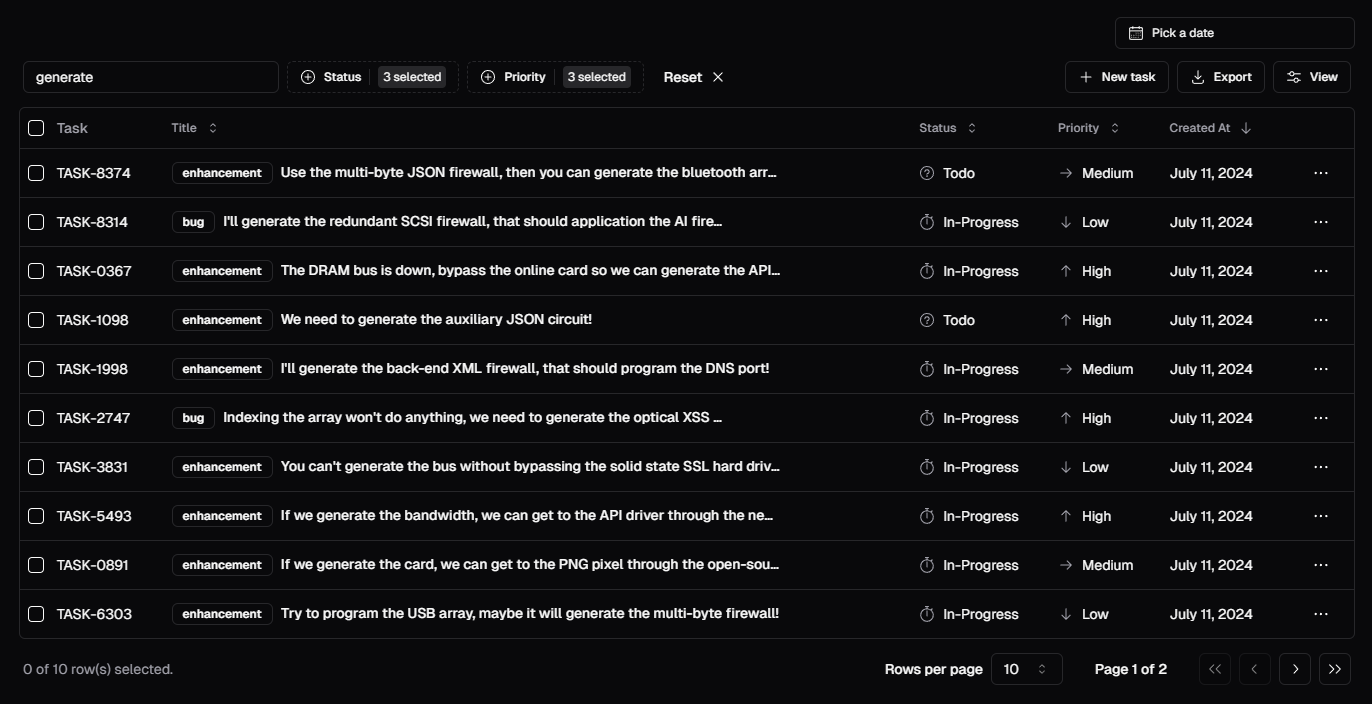 Pick a date
generate Status 3 selected Priority 3 selected Reset New task Export View
Task Title Status Priority Created At
TASK-8374 enhancement Use the multi-byte JSON firewall, then you can generate the bluetooth arr... Todo Medium July 11, 2024
TASK-8314 bug I'll generate the redundant SCSI firewall, that should application the AI fire... In-Progress Low July 11, 2024
TASK-0367 enhancement The DRAM bus is down, bypass the online card so we can generate the API... In-Progress High July 11, 2024
TASK-1098 enhancement We need to generate the auxiliary JSON circuit! Todo High July 11, 2024
TASK-1998 enhancement I'll generate the back-end XML firewall, that should program the DNS port! In-Progress Medium July 11, 2024
TASK-2747 bug Indexing the array won't do anything, we need to generate the optical XSS ... In-Progress High July 11, 2024
TASK-3831 enhancement You can't generate the bus without bypassing the solid state SSL hard driv... In-Progress Low July 11, 2024
TASK-5493 enhancement If we generate the bandwidth, we can get to the API driver through the ne... In-Progress High July 11, 2024
TASK-0891 enhancement If we generate the card, we can get to the PNG pixel through the open-sou... In-Progress Medium July 11, 2024
TASK-6303 enhancement Try to program the USB array, maybe it will generate the multi-byte firewall! In-Progress Low July 11, 2024
0 of 10 row(s) selected. Rows per page 10 Page 1 of 2